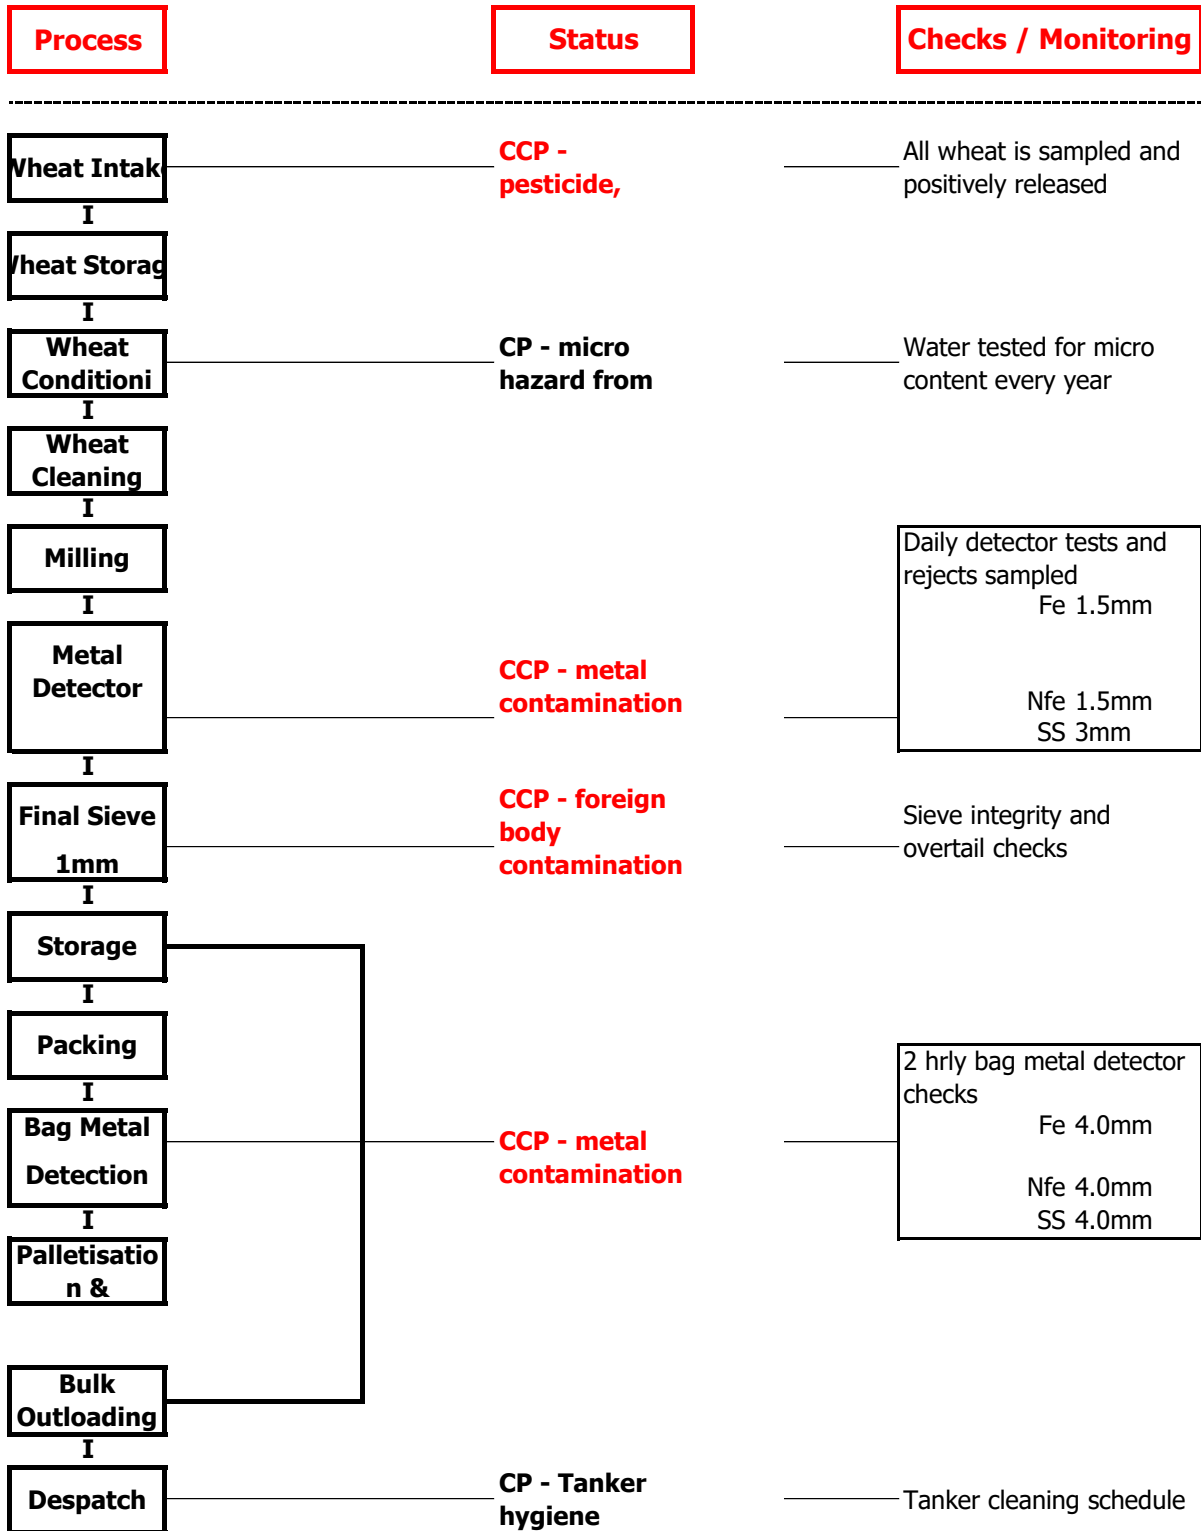 Process Status Checks / Monitoring
Wheat Intake CCP - All wheat is sampled and
pesticide, positively released
I
Wheat Storag
I
Wheat CP - micro Water tested for micro
Conditioni hazard from content every year
I
Wheat
Cleaning
I
Milling
Daily detector tests and
rejects sampled
I
Fe 1.5mm
Metal
Detector
CCP - metal
contamination
Nfe 1.5mm
SS 3mm
I
Final Sieve
1mm
CCP - foreign
body
contamination
Sieve integrity and
overtail checks
I
Storage
I
Packing
2 hrly bag metal detector
checks
I
Bag Metal
Detection
CCP - metal
contamination
Fe 4.0mm
Nfe 4.0mm
SS 4.0mm
I
Palletisatio
n &
Bulk
Outloading
I
Despatch
CP - Tanker
hygiene
Tanker cleaning schedule